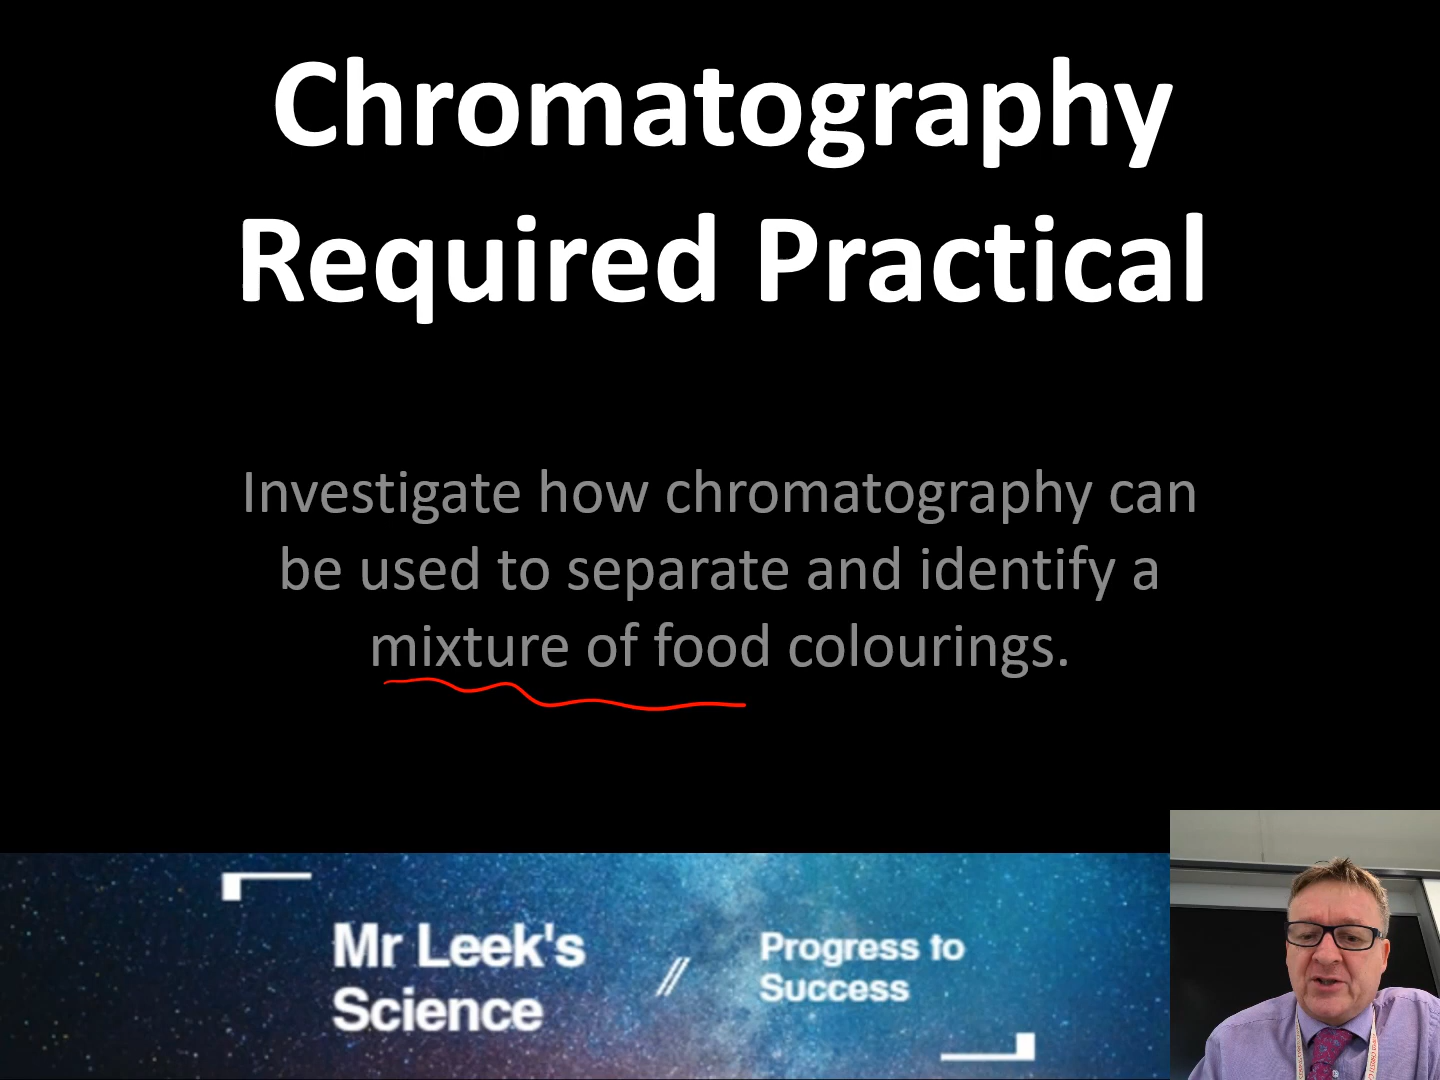 Chromatography
Required Practical
Investigate how chromatography can
be used to separate and identify a
mixture of food colourings.
Mr Leek's
Science
//
Progress to
Success